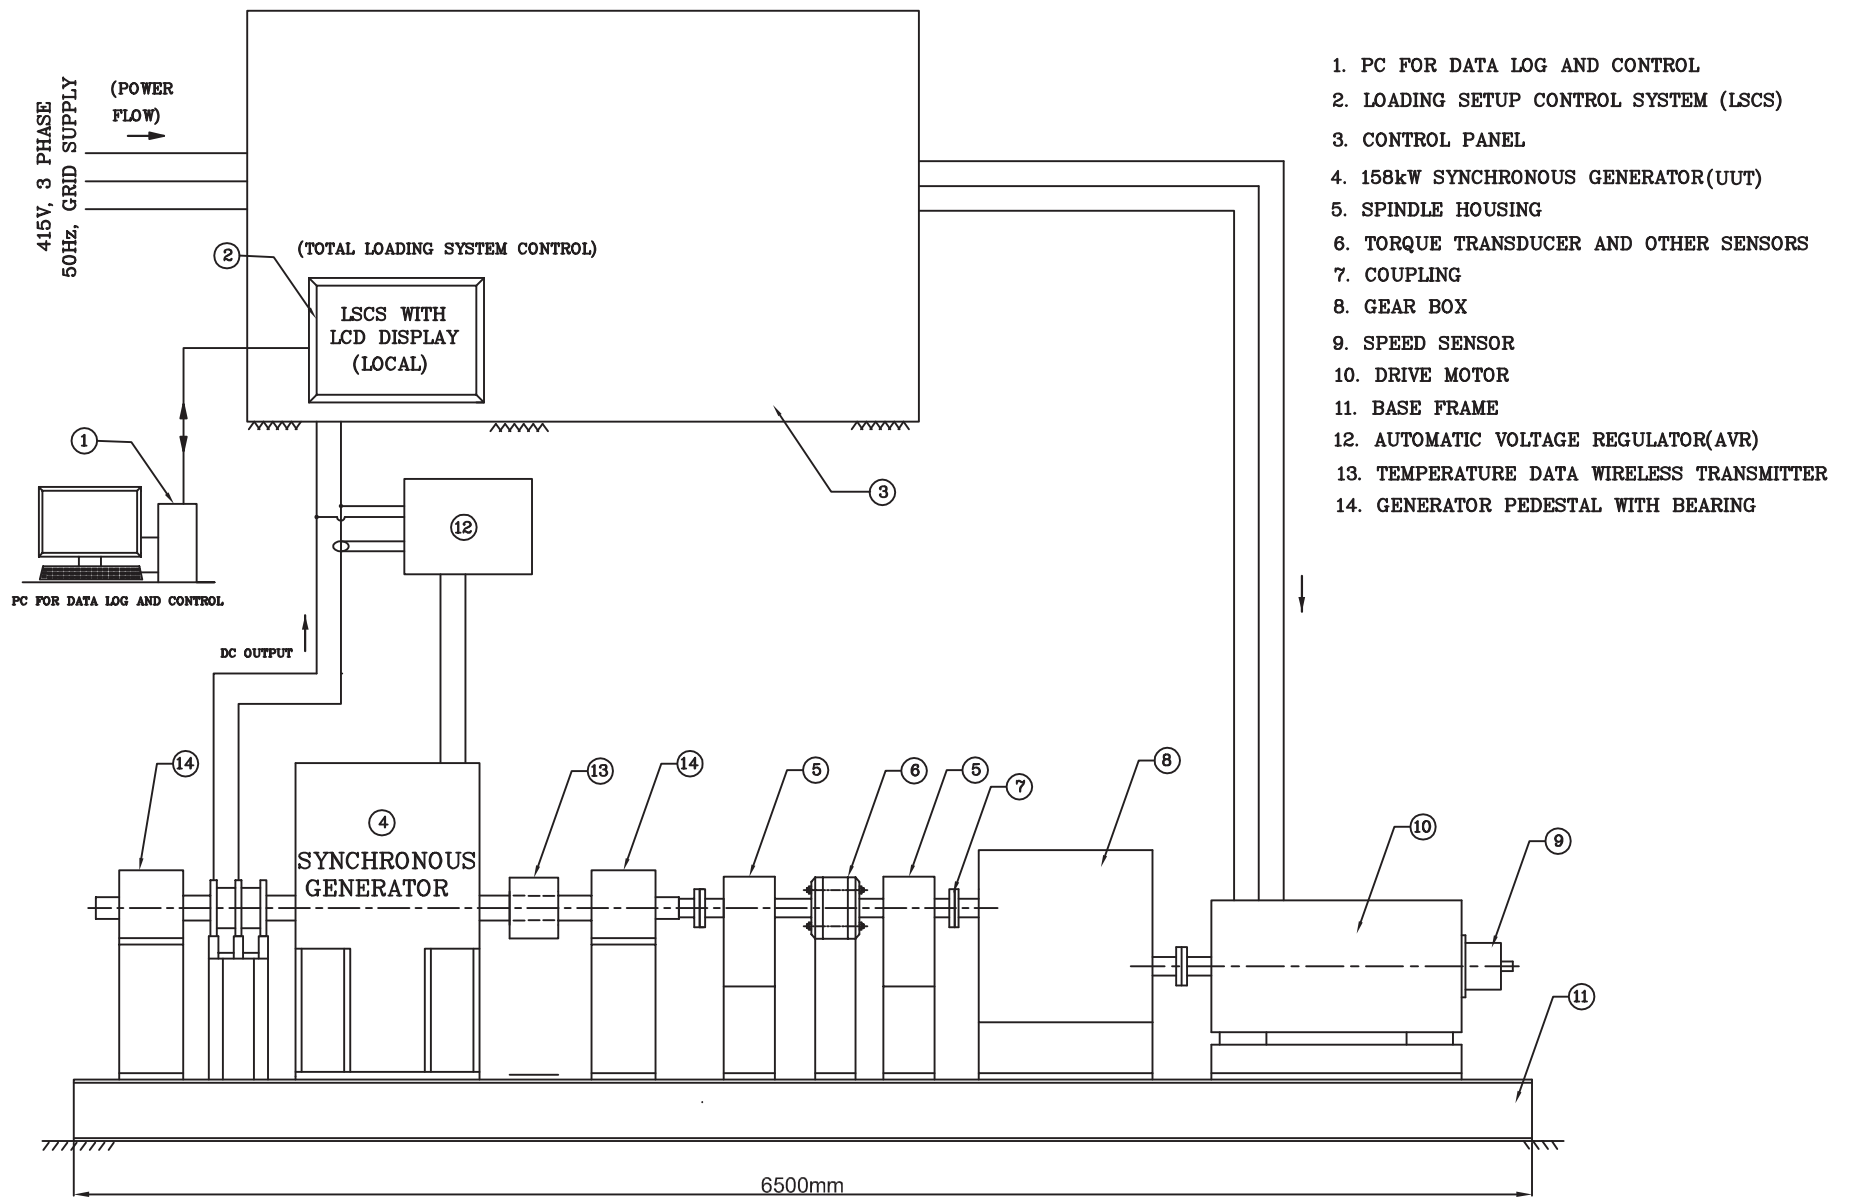 415V, 3 PHASE
50Hz, GRID SUPPLY
(POWER
FLOW)
2
(TOTAL LOADING SYSTEM CONTROL)
LSCS WITH
LCD DISPLAY
(LOCAL)
1
3
12
PC FOR DATA LOG AND CONTROL
DC OUTPUT
1. PC FOR DATA LOG AND CONTROL
2. LOADING SETUP CONTROL SYSTEM (LSCS)
3. CONTROL PANEL
4. 158kW SYNCHRONOUS GENERATOR(UUT)
5. SPINDLE HOUSING
6. TORQUE TRANSDUCER AND OTHER SENSORS
7. COUPLING
8. GEAR BOX
9. SPEED SENSOR
10. DRIVE MOTOR
11. BASE FRAME
12. AUTOMATIC VOLTAGE REGULATOR(AVR)
13. TEMPERATURE DATA WIRELESS TRANSMITTER
14. GENERATOR PEDESTAL WITH BEARING
14
13
14
5
6
5
7
8
10
9
4
SYNCHRONOUS
GENERATOR
11
6500mm